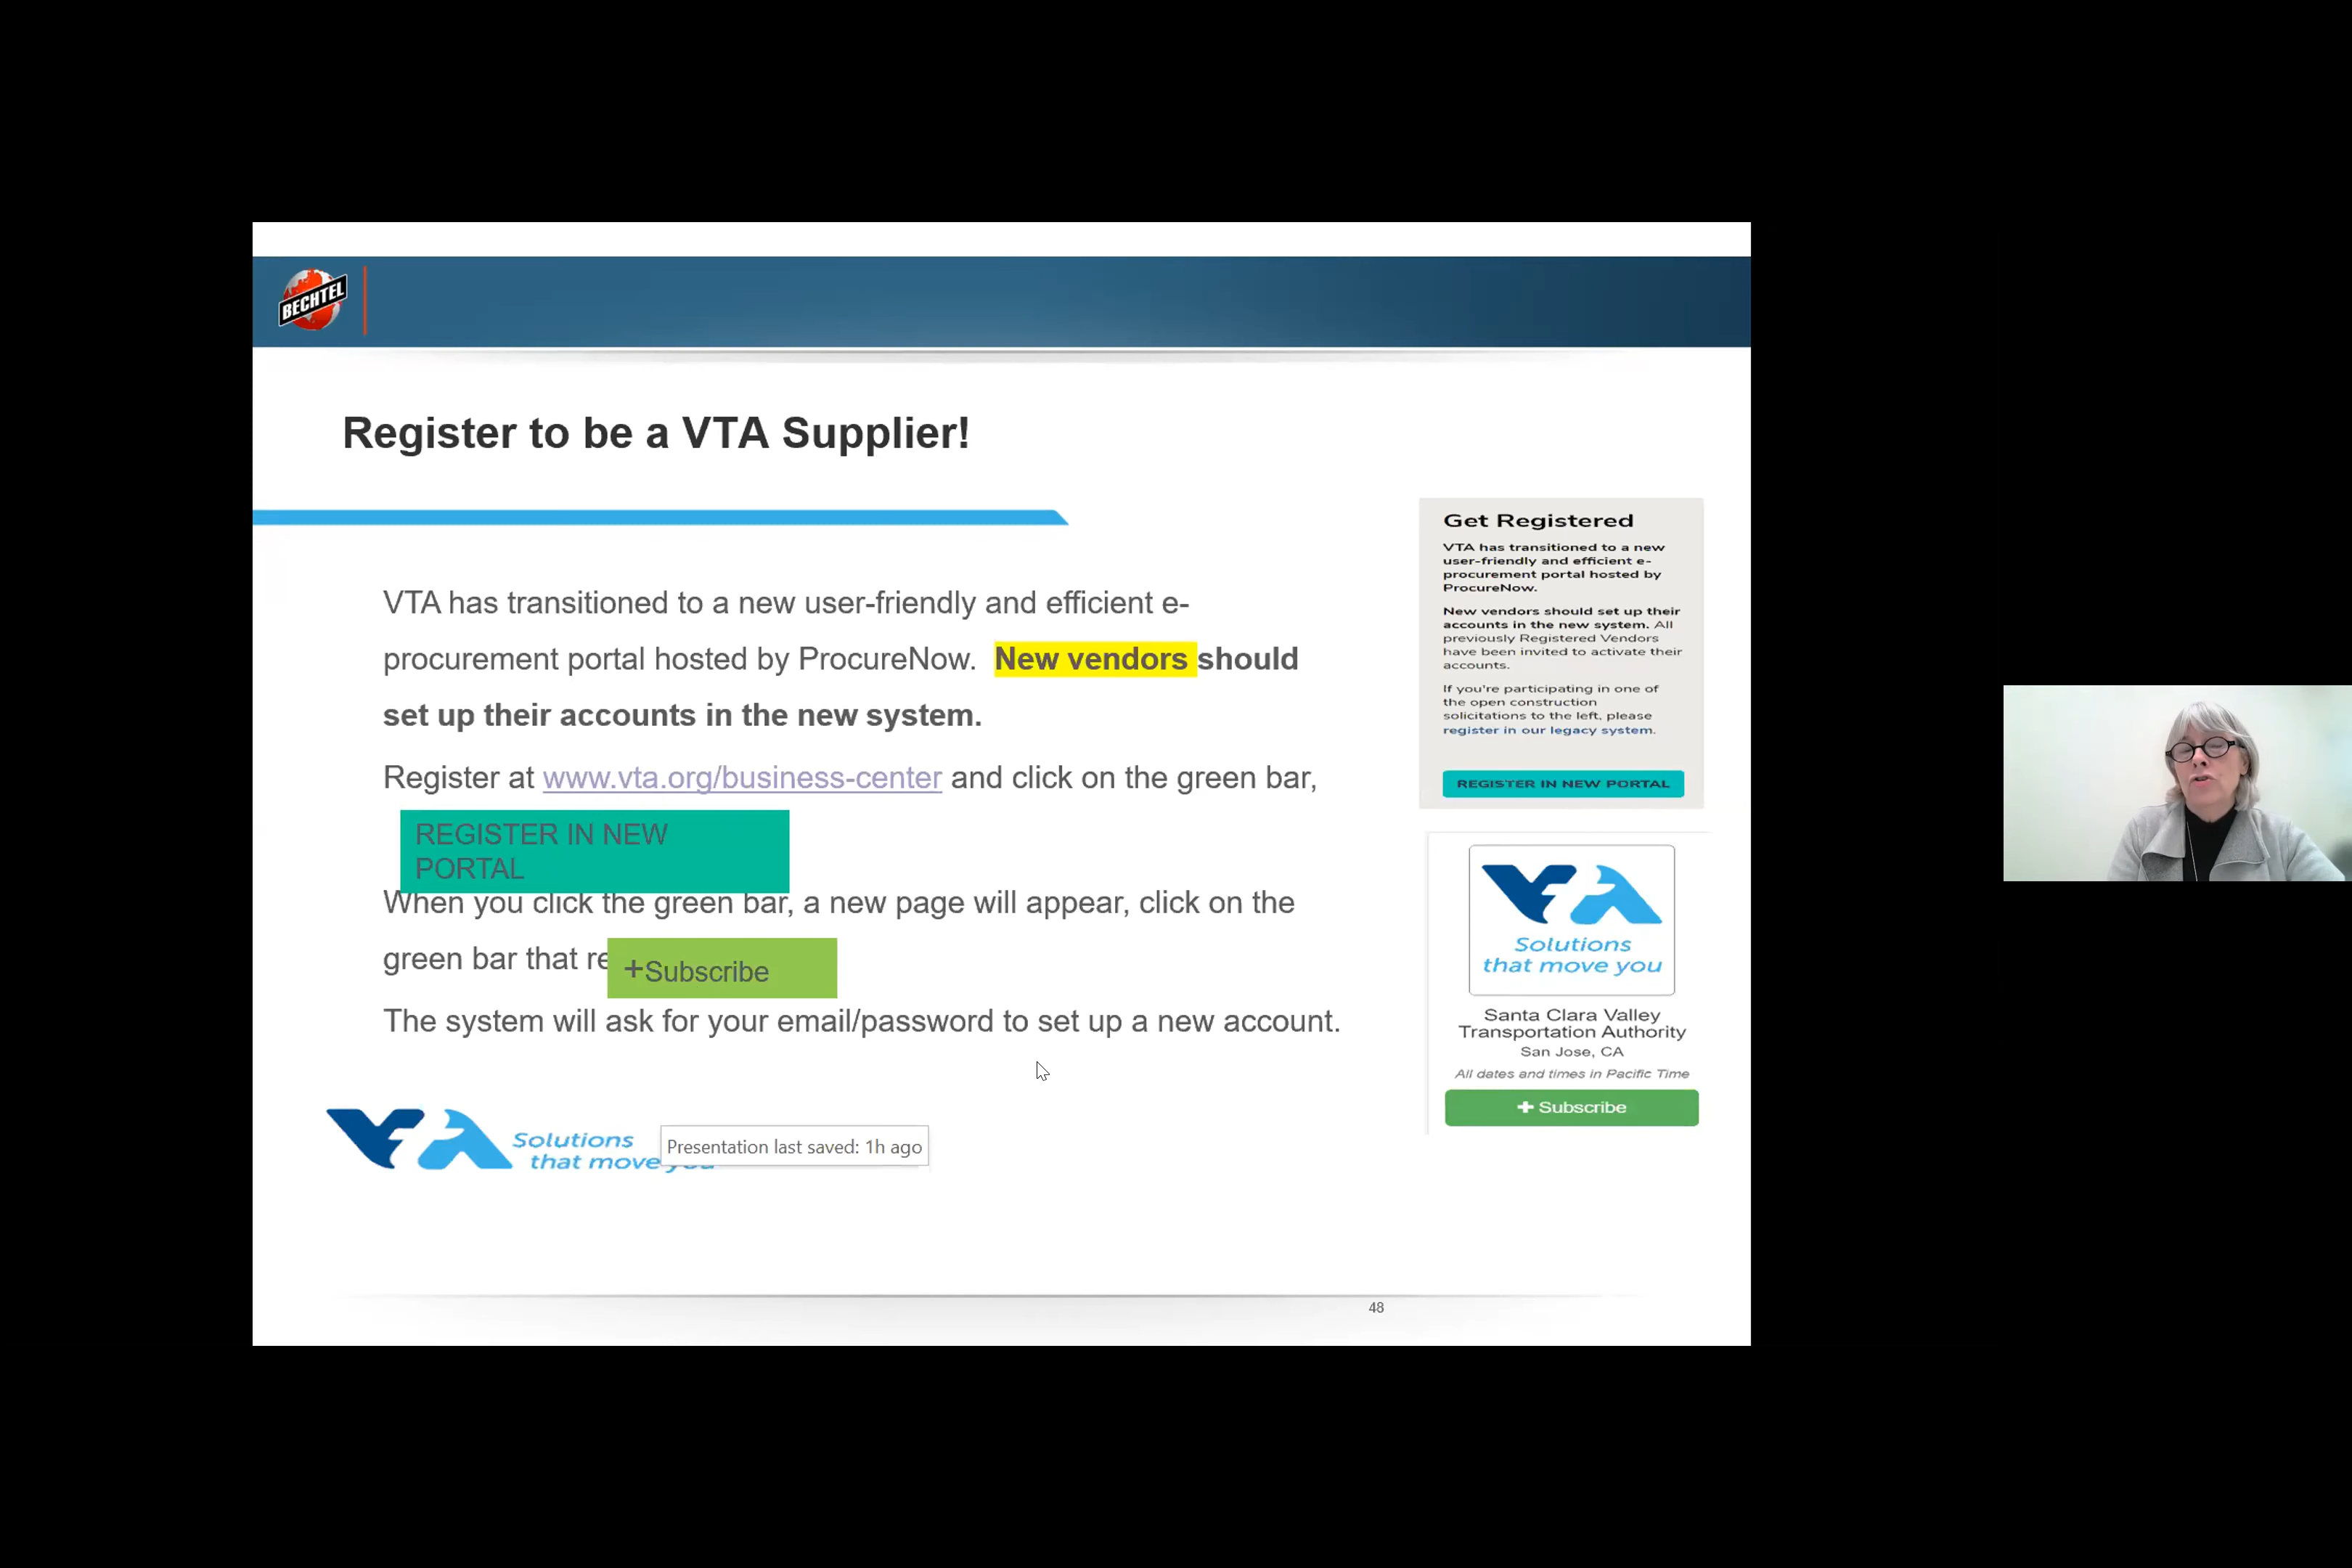 BECHTEL
Register to be a VTA Supplier!
VTA has transitioned to a new user-friendly and efficient e-
procurement portal hosted by ProcureNow. New vendors should
set up their accounts in the new system.
Register at www.vta.org/business-center and click on the green bar,
REGISTER IN NEW
PORTAL
When you click the green bar, a new page will appear, click on the
green bar that re
+Subscribe
The system will ask for your email/password to set up a new account.
VTA
Solutions
that move you
Presentation last saved: 1h ago
Get Registered
VTA has transitioned to a new
user-friendly and efficient e-
procurement portal hosted by
ProcureNow.
New vendors should set up their
accounts in the new system. All
previously Registered Vendors
have been invited to activate their
accounts.
If you're participating in one of
the open construction
solicitations to the left, please
register in our legacy system.
REGISTER IN NEW PORTAL
VTA
Solutions
that move you
Santa Clara Valley
Transportation Authority
San Jose, CA
All dates and times in Pacific Time
+ Subscribe
48